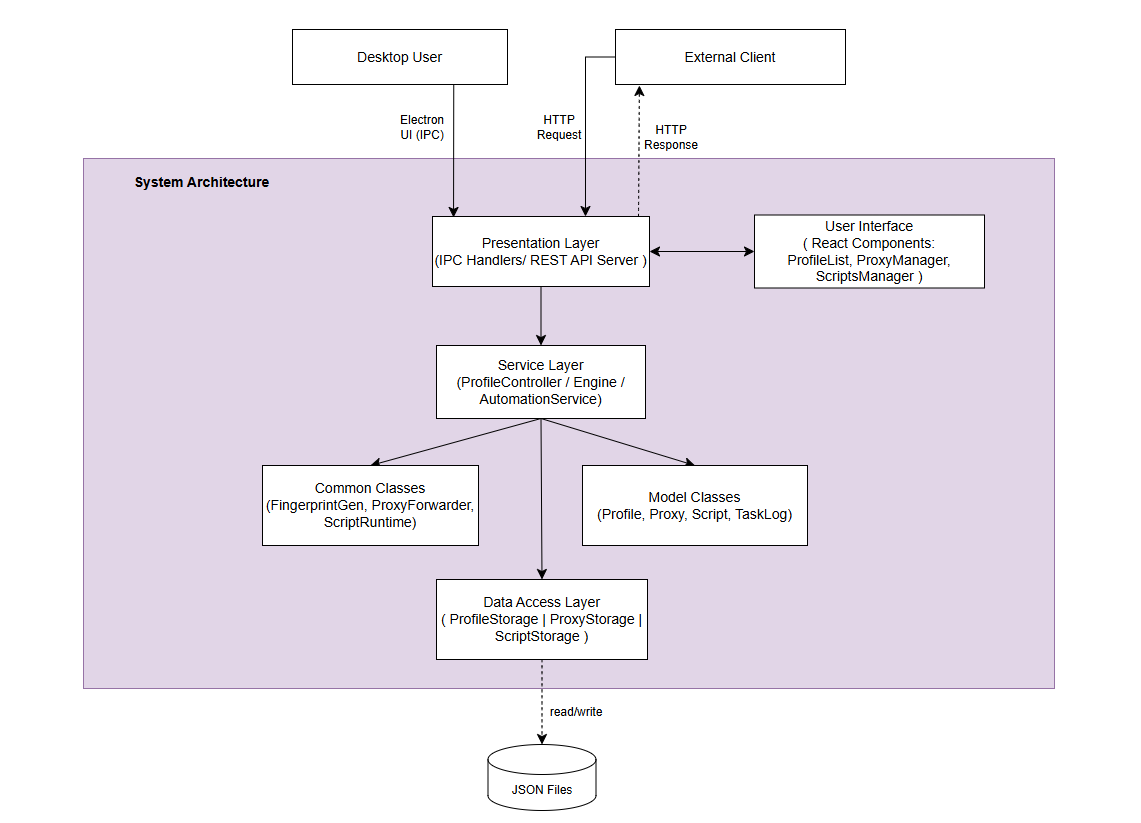 Desktop User
External Client
Electron
UI (IPC)
HTTP
Request
HTTP
Response
System Architecture
Presentation Layer
(IPC Handlers/ REST API Server )
User Interface
( React Components:
ProfileList, ProxyManager,
ScriptsManager )
Service Layer
(ProfileController / Engine /
AutomationService)
Common Classes
(FingerprintGen, ProxyForwarder,
ScriptRuntime)
Model Classes
(Profile, Proxy, Script, TaskLog)
Data Access Layer
( ProfileStorage | ProxyStorage |
ScriptStorage )
read/write
JSON Files